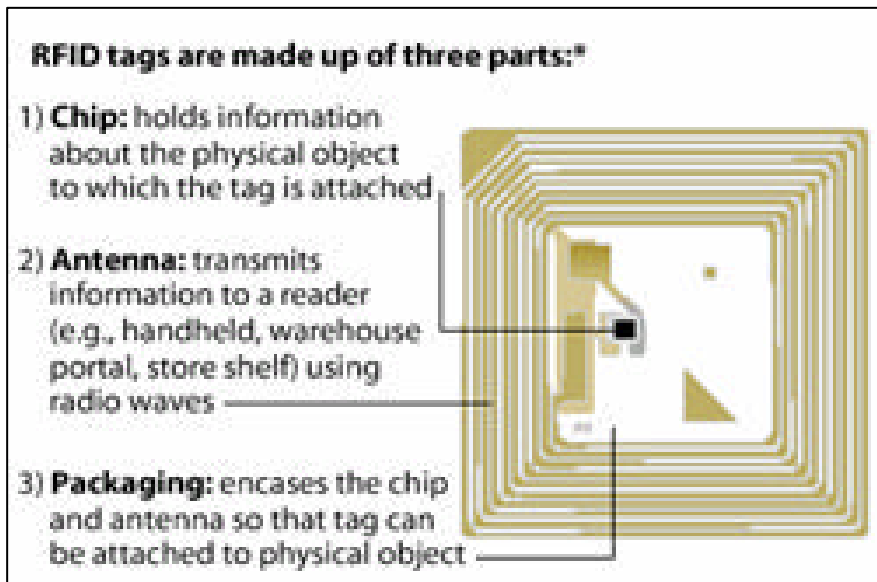 RFID tags are made up of three parts:*
1) Chip: holds information
about the physical object
to which the tag is attached
2) Antenna: transmits
information to a reader
(e.g., handheld, warehouse
portal, store shelf) using
radio waves
3) Packaging: encases the chip
and antenna so that tag can
be attached to physical object